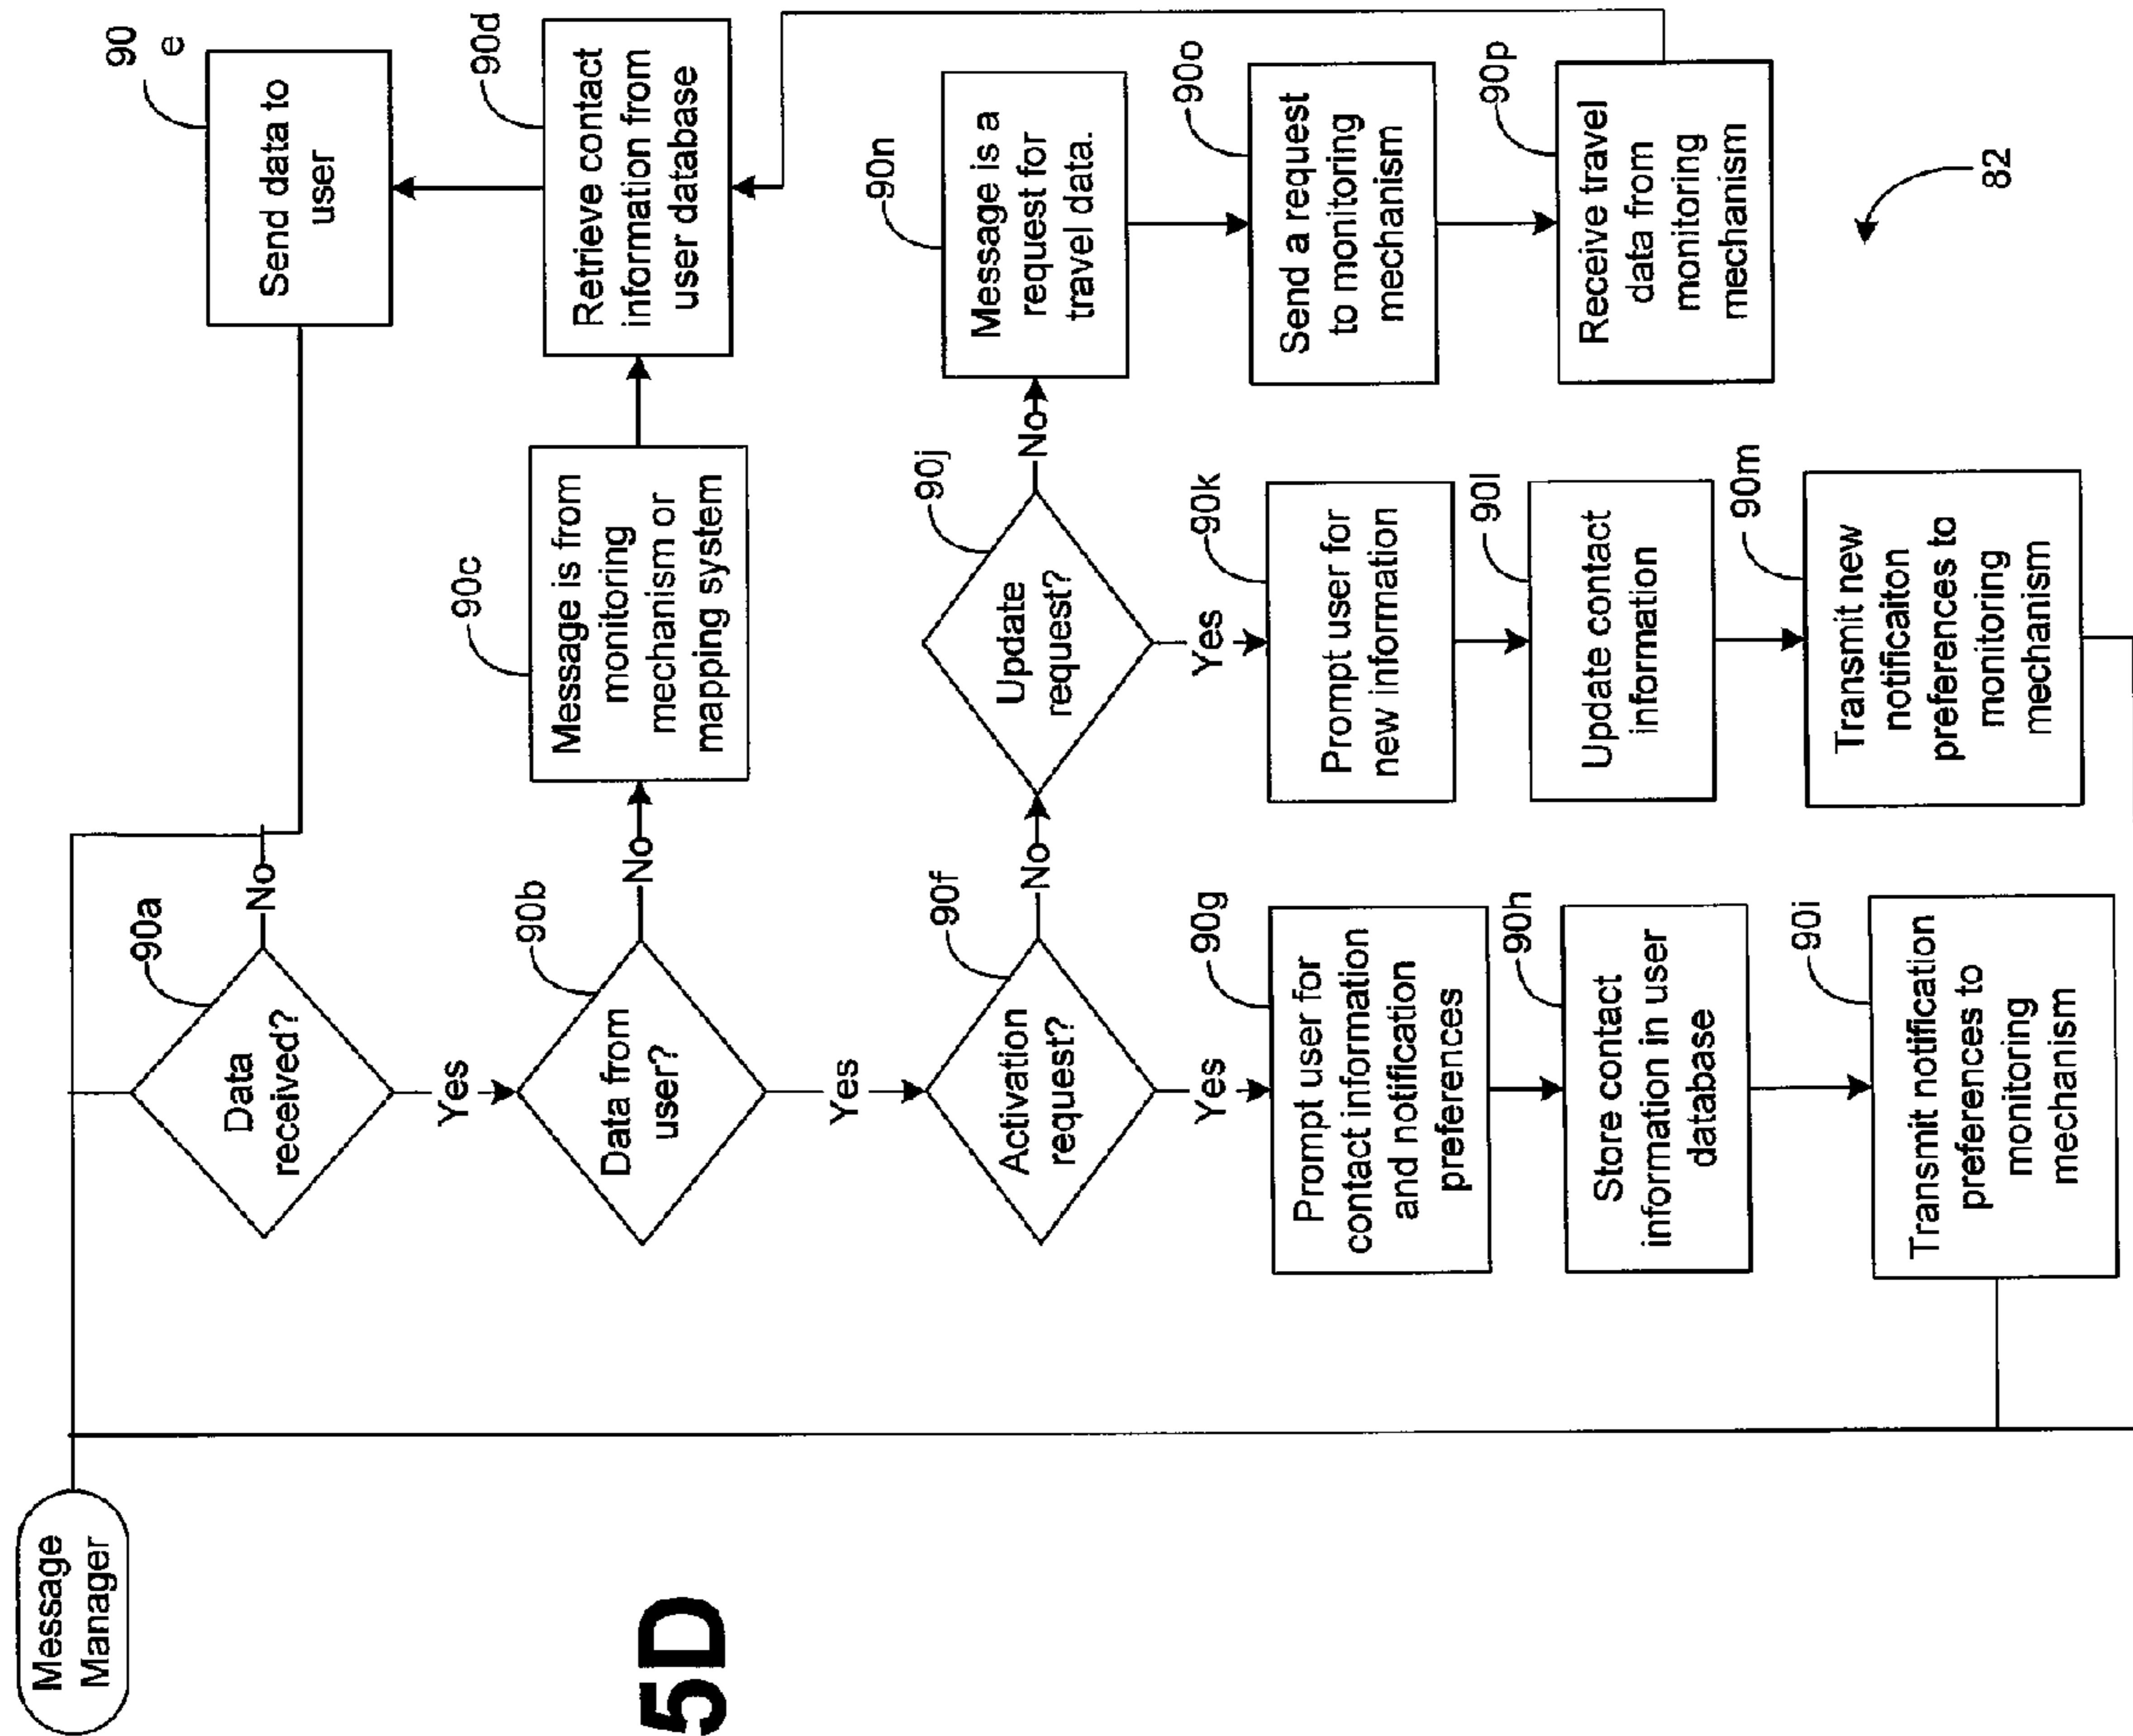 Message
Manager
90a
Data
received?
No
Yes
90
e
Send data to
user
90b
Data from
user?
No
Yes
90c
Message is from
monitoring
mechanism or
mapping system
90d
Retrieve contact
information from
user database
90f
Activation
request?
No
Yes
90j
Update
request?
No
Yes
90n
Message is a
request for
travel data.
90g
Prompt user for
contact information
and notification
preferences
90k
Prompt user for
new information
90o
Send a request
to monitoring
mechanism
90h
Store contact
information in user
database
90l
Update contact
information
90p
Receive travel
data from
monitoring
mechanism
90i
Transmit notification
preferences to
monitoring
mechanism
90m
Transmit new
notificaiton
preferences to
monitoring
mechanism
82
5D